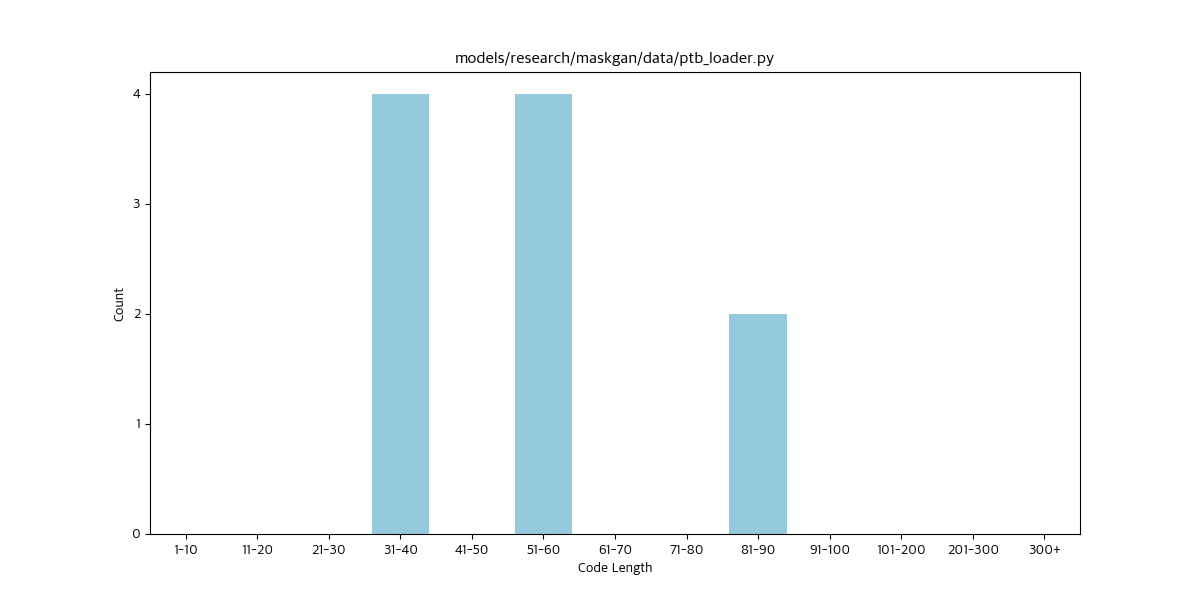 models/research/maskgan/data/ptb_loader.py
4
3
2
1
0
Count
1-10 11-20 21-30 31-40 41-50 51-60 61-70 71-80 81-90 91-100 101-200 201-300 300+
Code Length